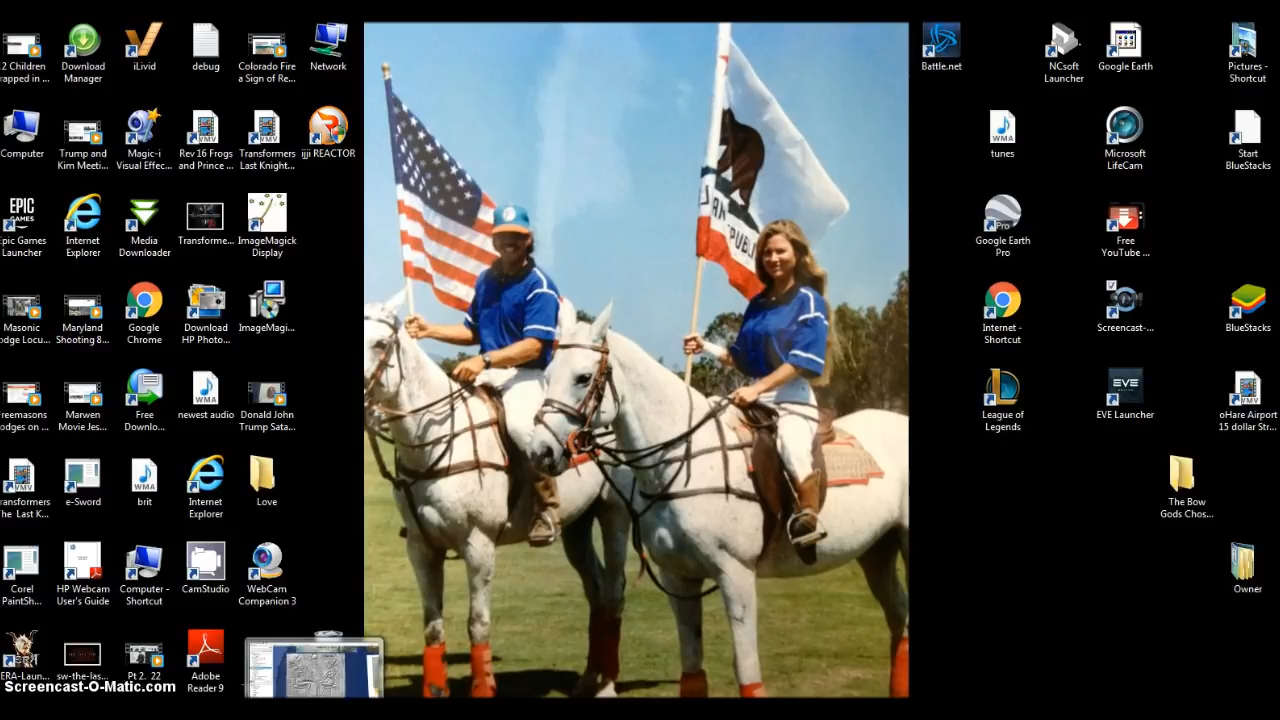 2 Children
rapped in ...
Download
Manager
iLivid
debug
Colorado Fire
a Sign of Re...
Network
Battle.net
NCsoft
Launcher
Google Earth
Pictures -
Shortcut
Computer
Trump and
Kim Meeti...
Magic-i
Visual Effec...
Rev 16 Frogs
and Prince ...
Transformers
Last Knight...
ijji REACTOR
tunes
Microsoft
LifeCam
Start
BlueStacks
EPIC
GAMES
Epic Games
Launcher
Internet
Explorer
Media
Downloader
Transforme...
ImageMagick
Display
Google Earth
Pro
Free
YouTube ...
Masonic
odge Locu...
Maryland
Shooting 8...
Google
Chrome
Download
HP Photo...
ImageMagi...
Internet -
Shortcut
Screencast-...
BlueStacks
Freemasons
odges on ...
Marwen
Movie Jes...
Free
Downlo...
newest audio
Donald John
Trump Sata...
League of
Legends
EVE
EVE Launcher
oHare Airport
15 dollar Str...
ransformers
The Last K...
e-Sword
brit
Internet
Explorer
Love
The Bow
Gods Chos...
Corel
PaintSh...
HP Webcam
User's Guide
Computer -
Shortcut
CamStudio
WebCam
Companion 3
Owner
ERA-Laun...
sw-the-las...
Pt 2. 22
Adobe
Reader 9
Screencast-O-Matic.com